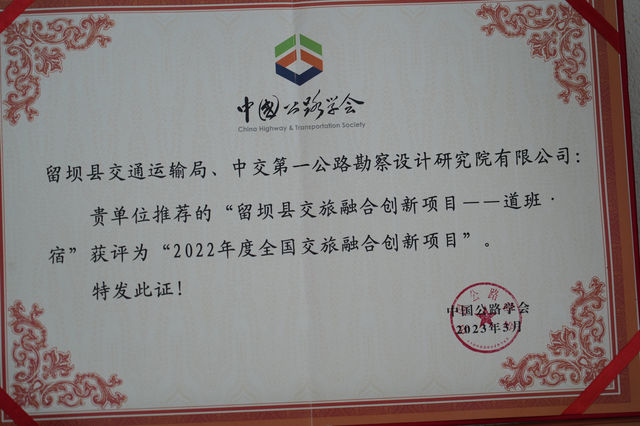 中国公路学会
China Highway & Transportation Society
留坝县交通运输局、中交第一公路勘察设计研究院有限公司：
贵单位推荐的“留坝县交旅融合创新项目——道班·
宿”获评为“2022年度全国交旅融合创新项目”。
特发此证！
公路
中国公路学会
2023年3月